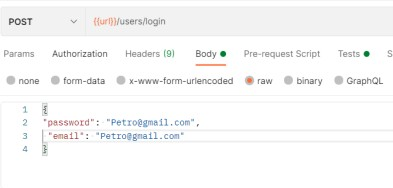 POST {{url}}/users/login
Params Authorization Headers (9) Body Pre-request Script Tests S
none form-data x-www-form-urlencoded raw binary GraphQL
1
2 "password": "Petro@gmail.com",
3 "email": "Petro@gmail.com"
4